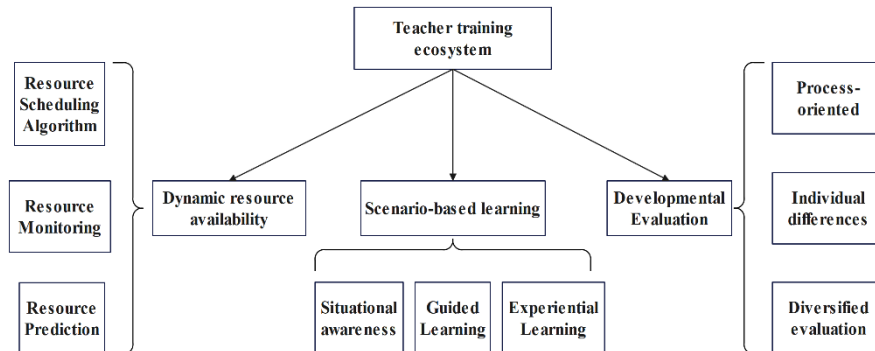 Teacher training
ecosystem
Resource
Scheduling
Algorithm
Resource
Monitoring
Resource
Prediction
Dynamic resource
availability
Scenario-based learning
Situational
awareness
Guided
Learning
Experiential
Learning
Developmental
Evaluation
Process-
oriented
Individual
differences
Diversified
evaluation